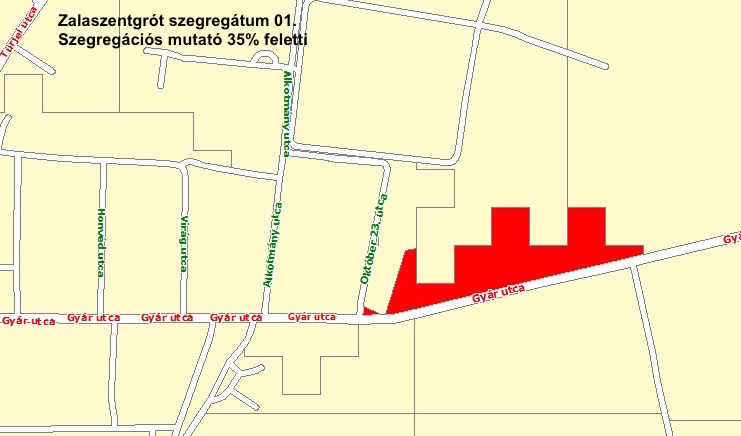 Zalaszentgrót szegregátum 01.
Szegregációs mutató 35% feletti
Türjei utca
Alkotmány utca
Honvéd utca
Virág utca
Alkotmány utca
Október 23. utca
Gyár utca
Gyár utca
Gyár utca
Gyár utca
Gyár utca
Gyár utca
Gyá